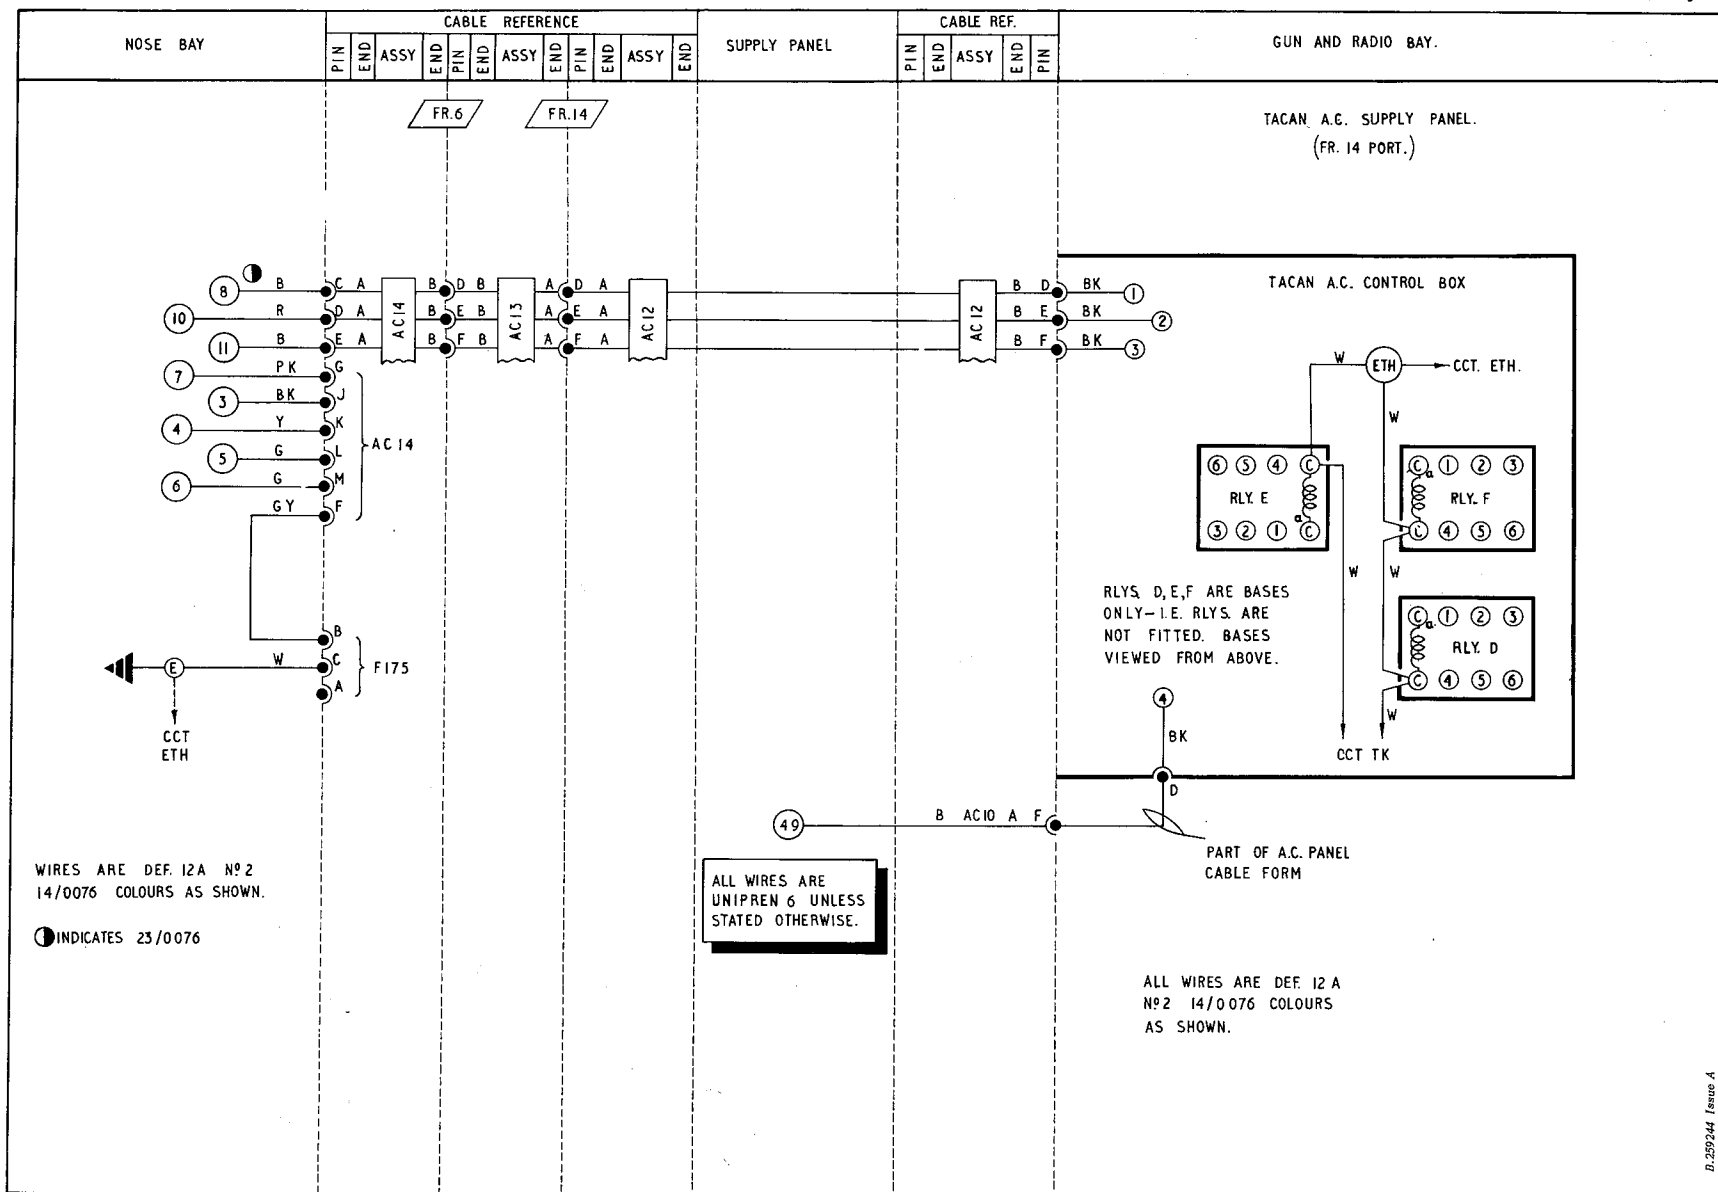 NOSE BAY
CABLE REFERENCE
PIN END ASSY END PIN END ASSY END PIN END ASSY END
SUPPLY PANEL
CABLE REF.
PIN END ASSY END PIN
GUN AND RADIO BAY.
FR.6
FR.14
TACAN A.C. SUPPLY PANEL.
(FR. 14 PORT.)
TACAN A.C. CONTROL BOX
8 B C A AC14 B D B AC13 A D A AC12 AC12 B D BK 1
10 R D A B E B A E A B E BK 2
11 B E A B F B A F A B F BK 3
7 PK G
3 BK J
4 Y K
5 G L
6 G M
GY F
AC14
B
E W C
A
F175
CCT
ETH
W ETH CCT. ETH.
W
6 5 4 C
RLY. E
a
3 2 1 C
C 1 2 3
a
RLY. F
C 4 5 6
W W
C 1 2 3
a
RLY. D
C 4 5 6
W
CCT TK
RLYS. D, E, F ARE BASES
ONLY – I.E. RLYS. ARE
NOT FITTED. BASES
VIEWED FROM ABOVE.
4
BK
D
49 B AC10 A F
PART OF A.C. PANEL
CABLE FORM
WIRES ARE DEF. 12A Nº 2
14/0076 COLOURS AS SHOWN.
INDICATES 23/0076
ALL WIRES ARE
UNIPREN 6 UNLESS
STATED OTHERWISE.
ALL WIRES ARE DEF. 12 A
Nº 2 14/0076 COLOURS
AS SHOWN.
B.259244 Issue A